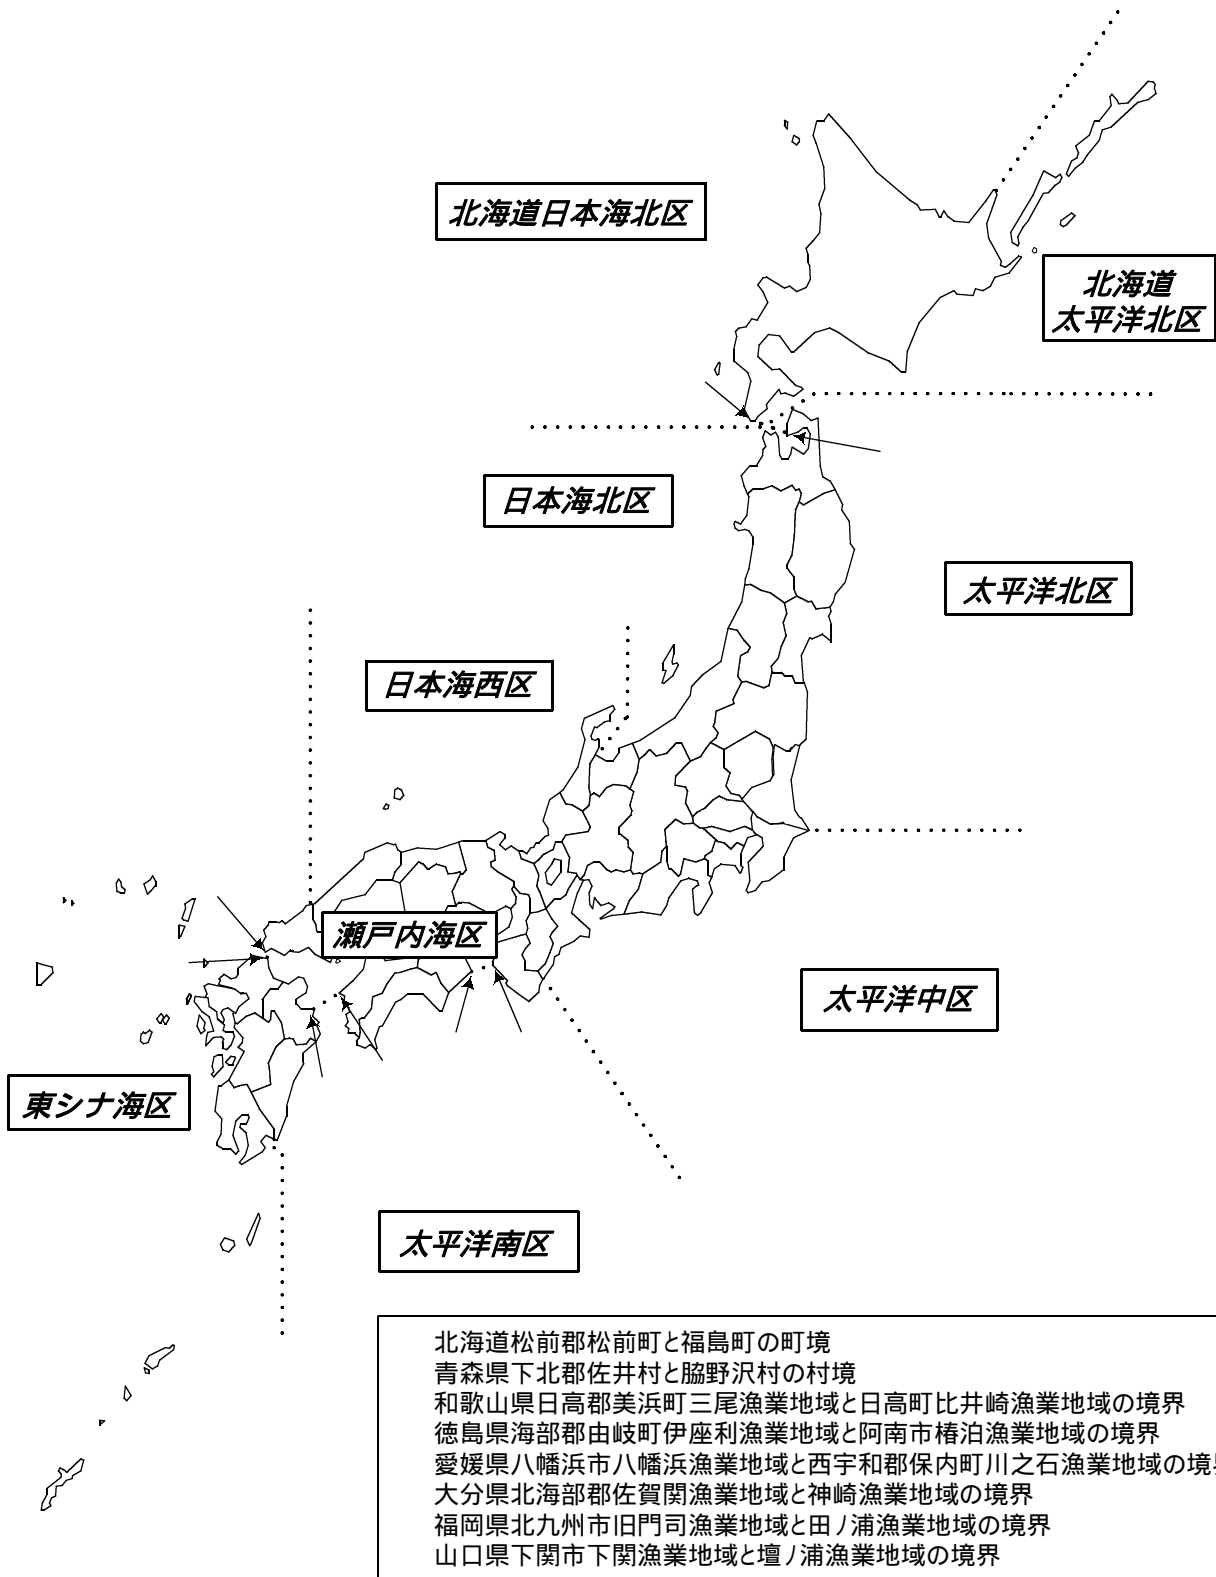 北海道日本海北区
北海道
太平洋北区
日本海北区
太平洋北区
日本海西区
瀬戸内海区
太平洋中区
東シナ海区
太平洋南区
北海道松前郡松前町と福島町の町境
青森県下北郡佐井村と脇野沢村の村境
和歌山県日高郡美浜町三尾漁業地域と日高町比井崎漁業地域の境界
徳島県海部郡由岐町伊座利漁業地域と阿南市椿泊漁業地域の境界
愛媛県八幡浜市八幡浜漁業地域と西宇和郡保内町川之石漁業地域の境界
大分県北海部郡佐賀関漁業地域と神崎漁業地域の境界
福岡県北九州市旧門司漁業地域と田ノ浦漁業地域の境界
山口県下関市下関漁業地域と壇ノ浦漁業地域の境界